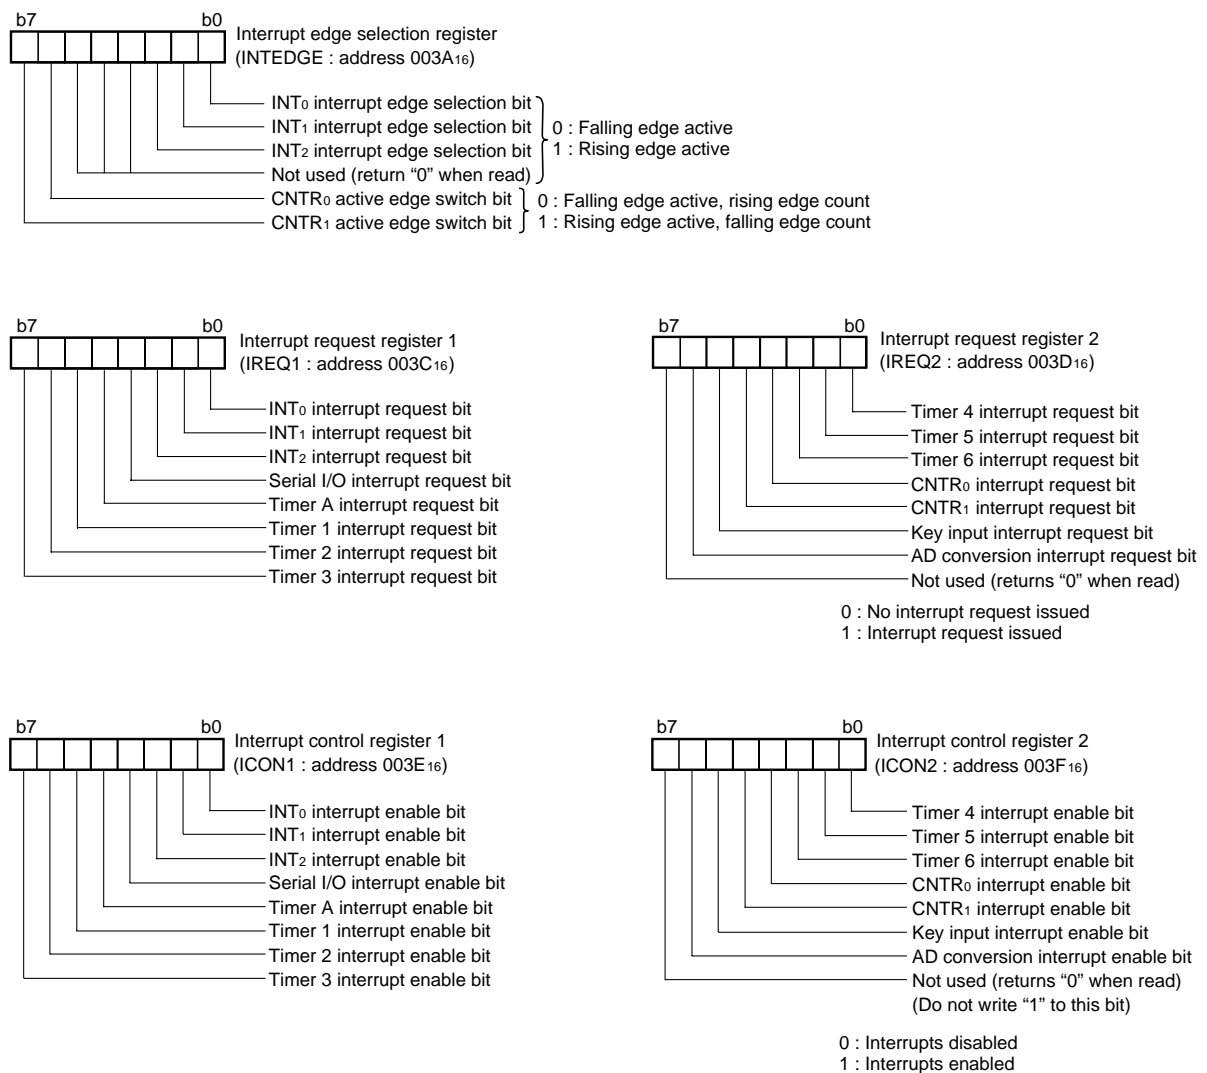 b7 b0
Interrupt edge selection register
(INTEDGE : address 003A16)
INT0 interrupt edge selection bit
INT1 interrupt edge selection bit
INT2 interrupt edge selection bit
Not used (return “0” when read)
0 : Falling edge active
1 : Rising edge active
CNTR0 active edge switch bit
CNTR1 active edge switch bit
0 : Falling edge active, rising edge count
1 : Rising edge active, falling edge count
b7 b0
Interrupt request register 1
(IREQ1 : address 003C16)
INT0 interrupt request bit
INT1 interrupt request bit
INT2 interrupt request bit
Serial I/O interrupt request bit
Timer A interrupt request bit
Timer 1 interrupt request bit
Timer 2 interrupt request bit
Timer 3 interrupt request bit
b7 b0
Interrupt request register 2
(IREQ2 : address 003D16)
Timer 4 interrupt request bit
Timer 5 interrupt request bit
Timer 6 interrupt request bit
CNTR0 interrupt request bit
CNTR1 interrupt request bit
Key input interrupt request bit
AD conversion interrupt request bit
Not used (returns “0” when read)
0 : No interrupt request issued
1 : Interrupt request issued
b7 b0
Interrupt control register 1
(ICON1 : address 003E16)
INT0 interrupt enable bit
INT1 interrupt enable bit
INT2 interrupt enable bit
Serial I/O interrupt enable bit
Timer A interrupt enable bit
Timer 1 interrupt enable bit
Timer 2 interrupt enable bit
Timer 3 interrupt enable bit
b7 b0
Interrupt control register 2
(ICON2 : address 003F16)
Timer 4 interrupt enable bit
Timer 5 interrupt enable bit
Timer 6 interrupt enable bit
CNTR0 interrupt enable bit
CNTR1 interrupt enable bit
Key input interrupt enable bit
AD conversion interrupt enable bit
Not used (returns “0” when read)
(Do not write “1” to this bit)
0 : Interrupts disabled
1 : Interrupts enabled